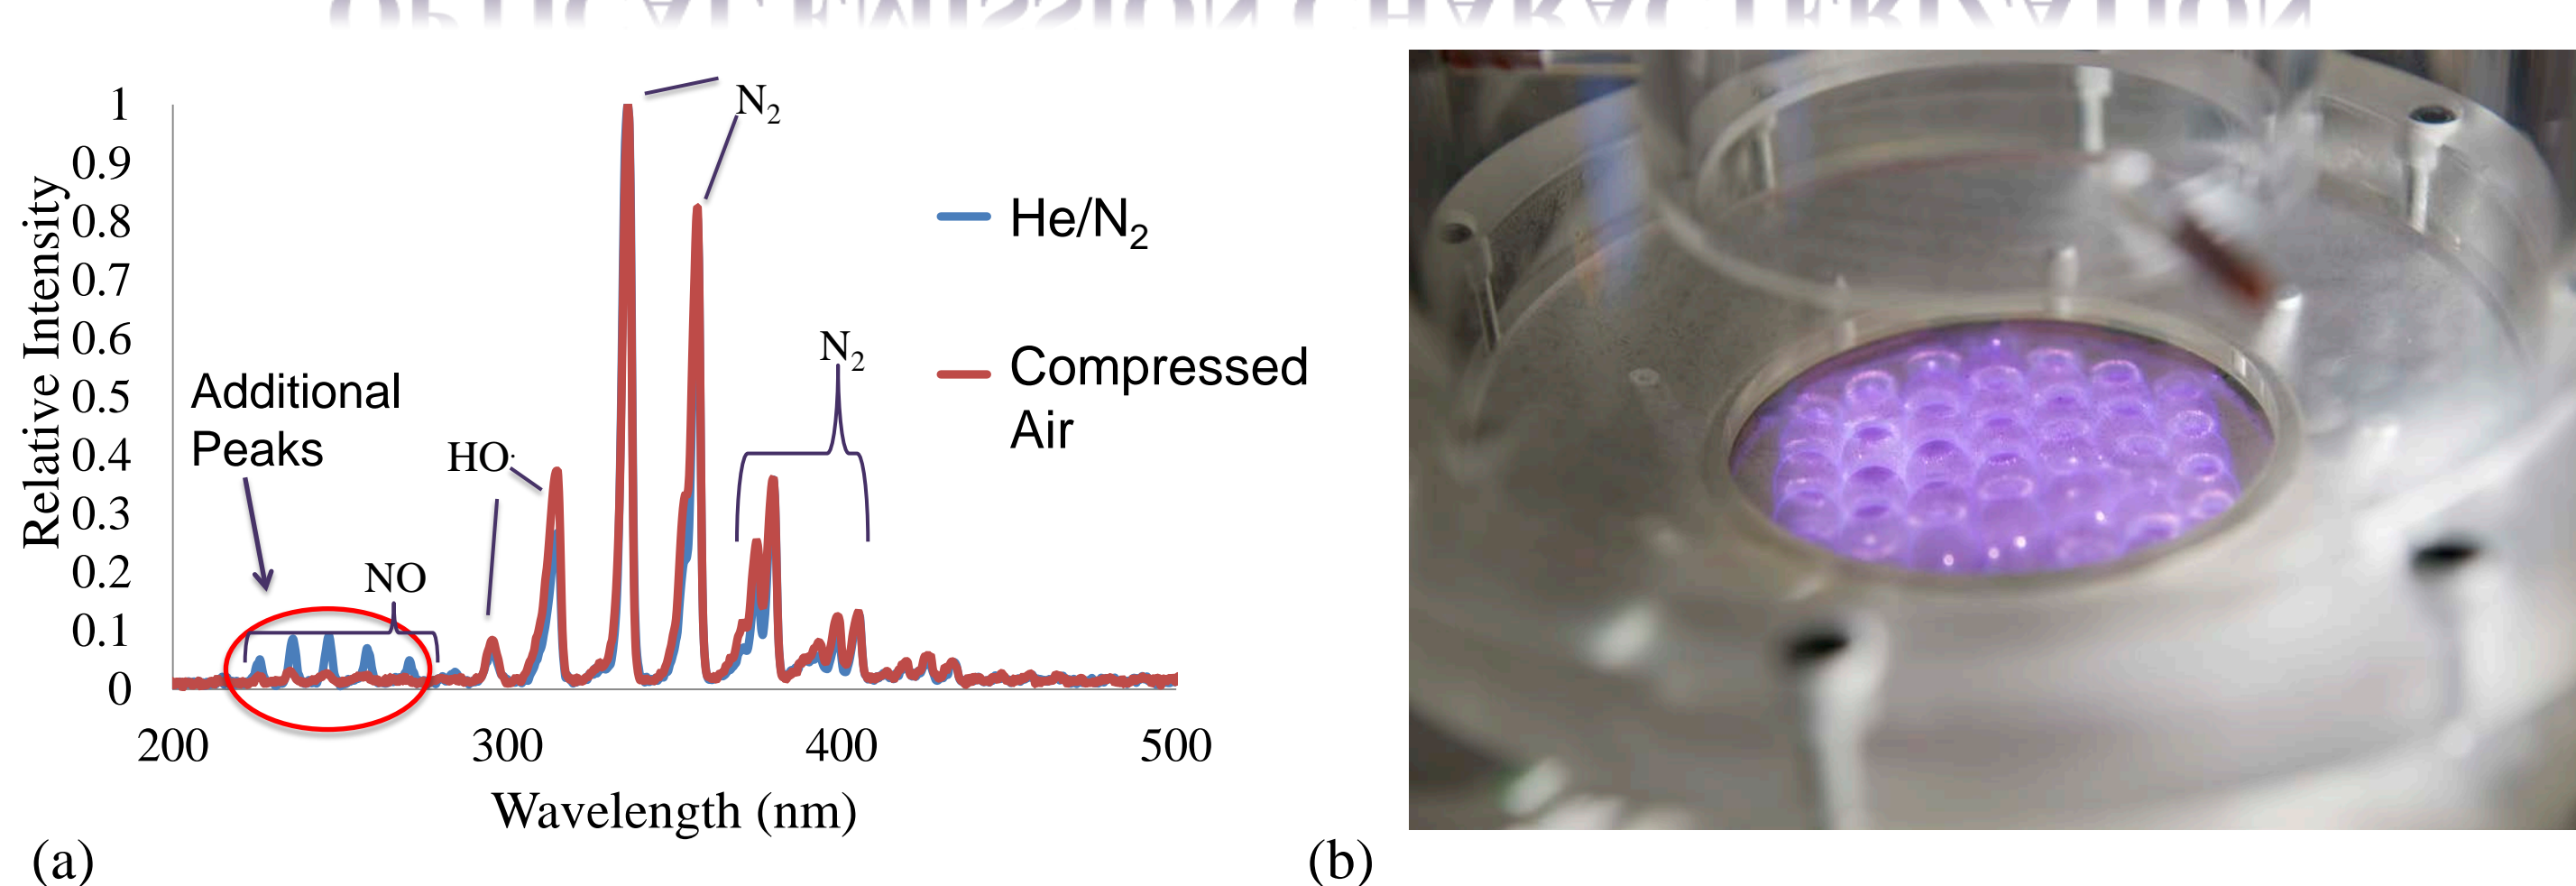 1
0.9
0.8
0.7
0.6
0.5
0.4
0.3
0.2
0.1
0
Relative Intensity
N₂
He/N₂
N₂
Compressed
Air
Additional
Peaks
HO·
NO
200
300
400
500
Wavelength (nm)
(a)
(b)